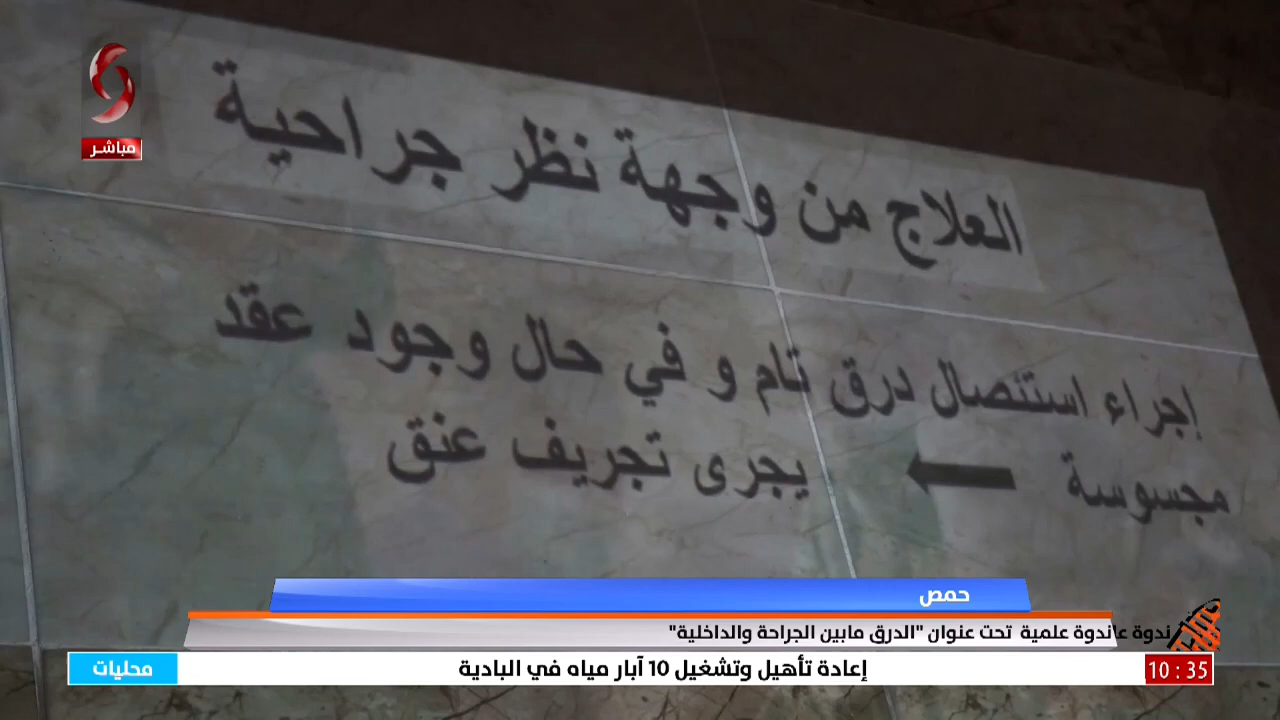 مباشر
العلاج من وجهة نظر جراحية
إجراء استئصال درق تام و في حال وجود عقد
مجسوسة ← يجرى تجريف عنق
حمص
ندوة علمية تحت عنوان "الدرق مابين الجراحة والداخلية"
محليات إعادة تأهيل وتشغيل 10 آبار مياه في البادية 10:35